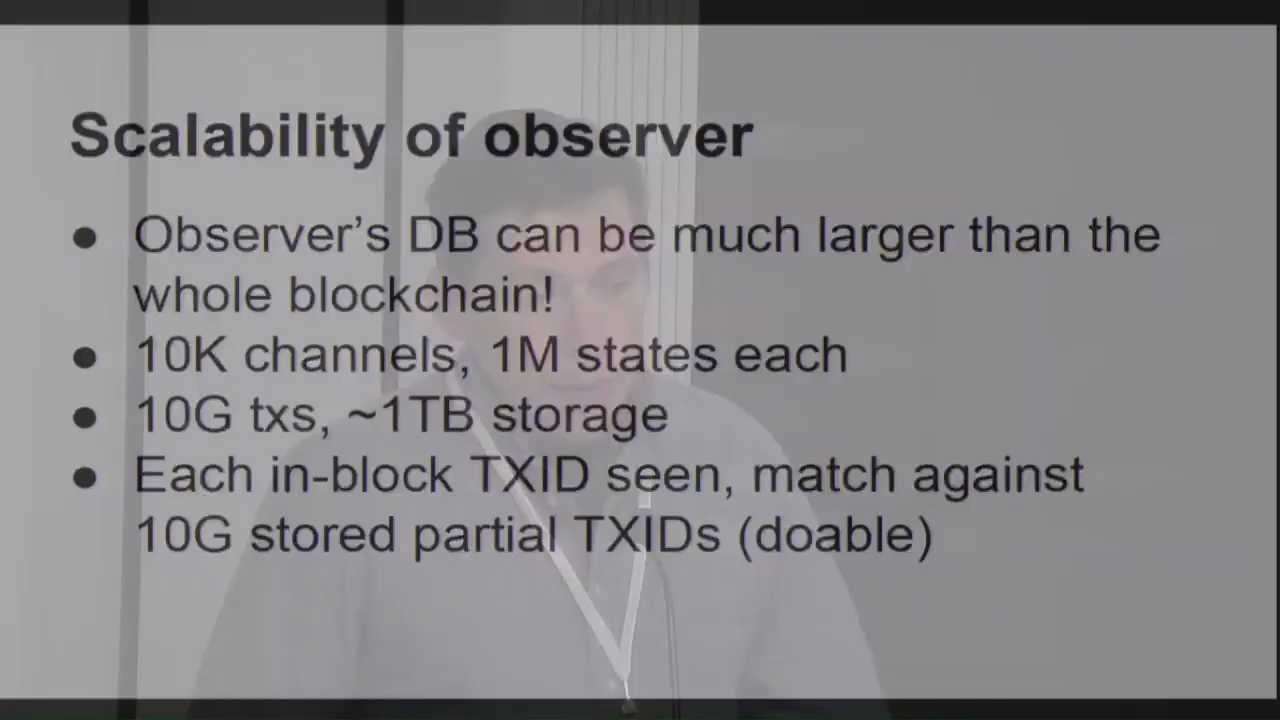 Scalability of observer
● Observer’s DB can be much larger than the
whole blockchain!
● 10K channels, 1M states each
● 10G txs, ~1TB storage
● Each in-block TXID seen, match against
10G stored partial TXIDs (doable)